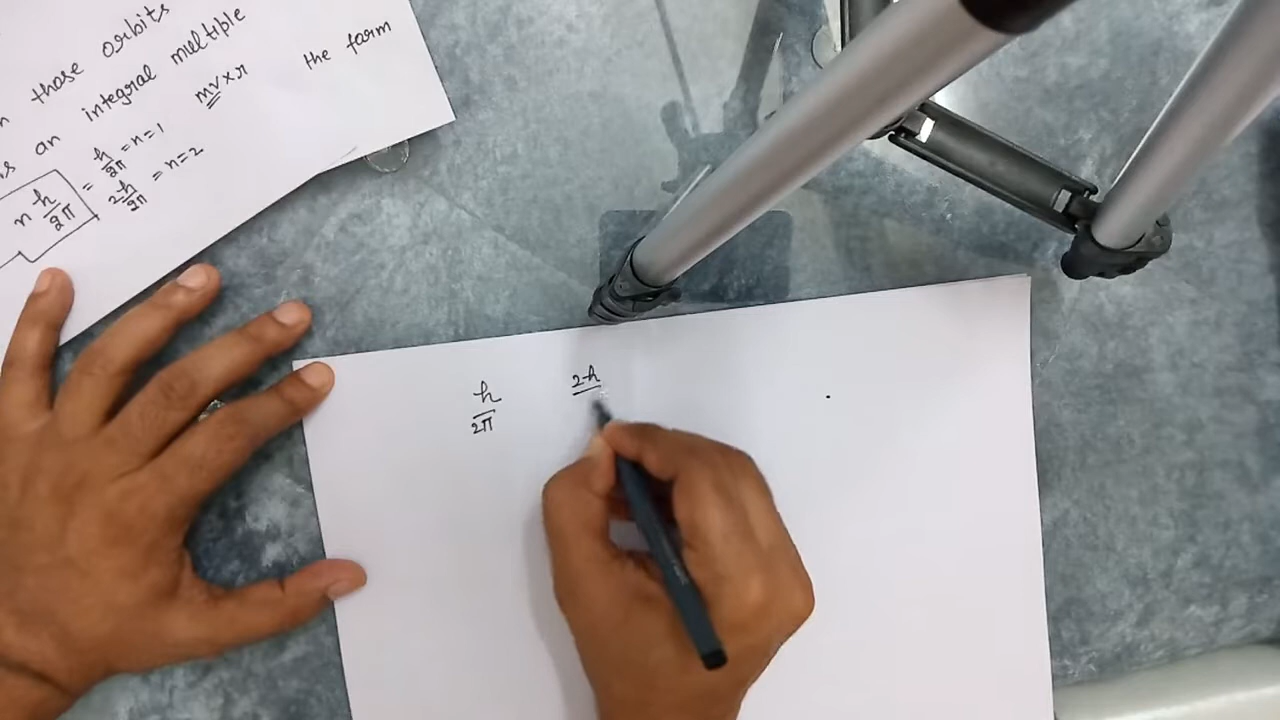 those orbits
an integral multiple
mv×r the form
n h/2π = h/2π = n=1
2h/2π = n=2
h/2π 2h